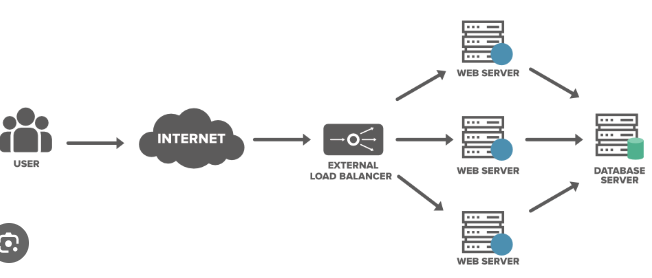 WEB SERVER
USER
INTERNET
EXTERNAL
LOAD BALANCER
WEB SERVER
DATABASE
SERVER
WEB SERVER